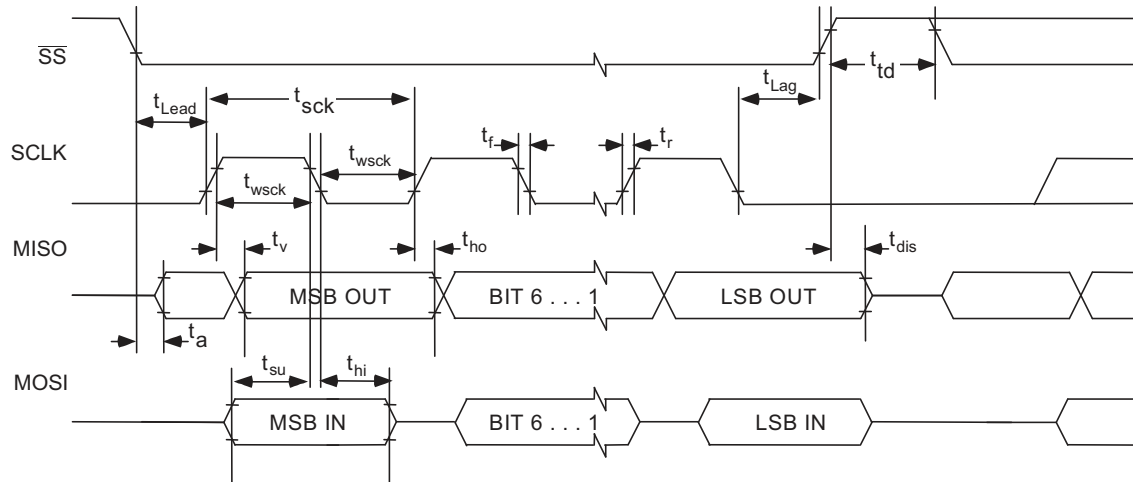 SS
t_Lag
t_td
t_Lead
t_sck
SCLK
t_f
t_r
t_wsck
t_wsck
MISO
t_v
t_ho
t_dis
MSB OUT
BIT 6 . . . 1
LSB OUT
t_a
t_su
t_hi
MOSI
MSB IN
BIT 6 . . . 1
LSB IN